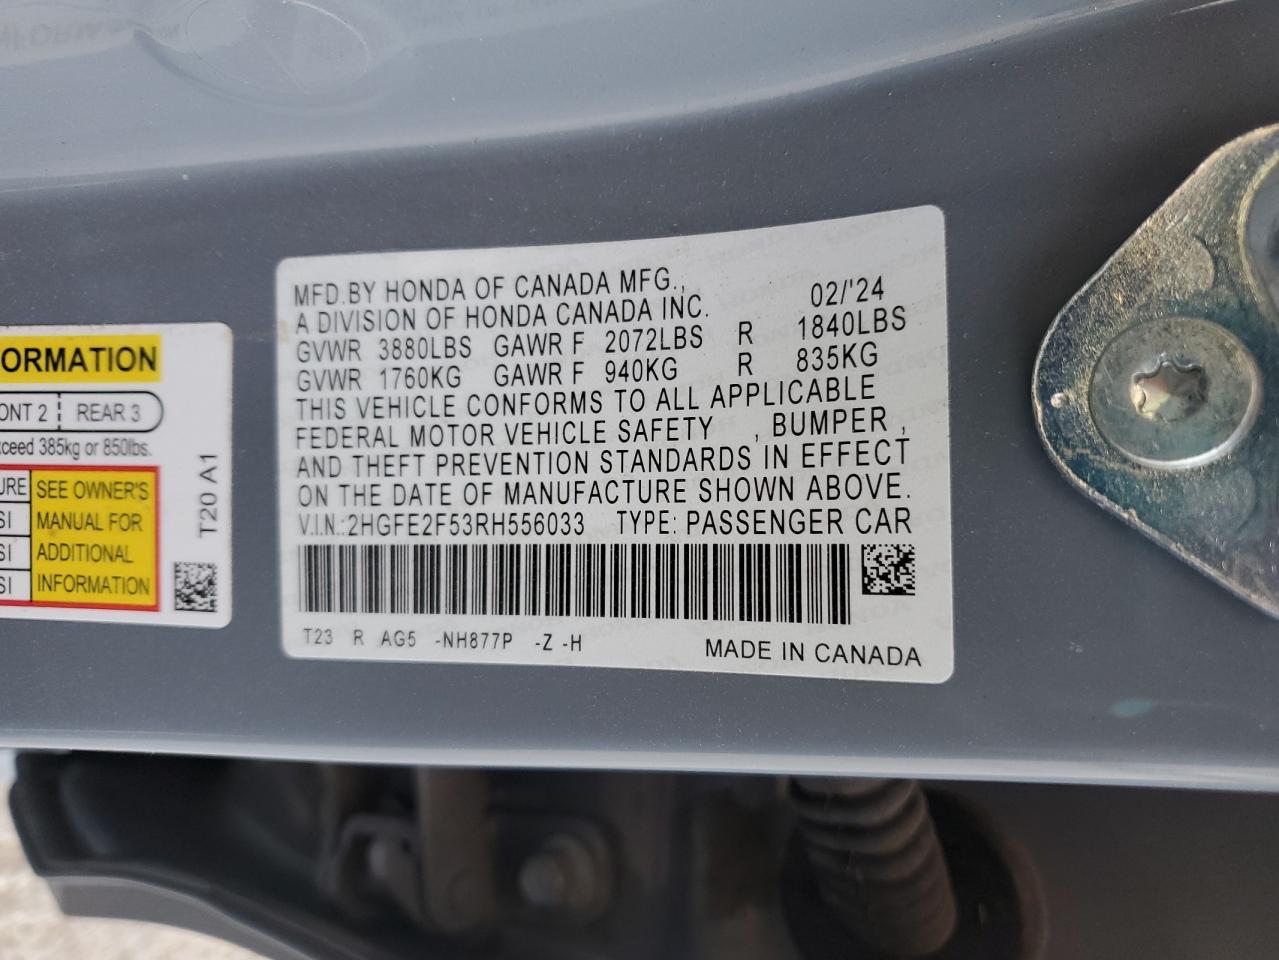 ORMATION
ONT 2 REAR 3
xceed 385kg or 850lbs.
URE
SI
SI
SI
SEE OWNER'S
MANUAL FOR
ADDITIONAL
INFORMATION
T20 A1
MFD.BY HONDA OF CANADA MFG.,
A DIVISION OF HONDA CANADA INC. 02/'24
GVWR 3880LBS GAWR F 2072LBS R 1840LBS
GVWR 1760KG GAWR F 940KG R 835KG
THIS VEHICLE CONFORMS TO ALL APPLICABLE
FEDERAL MOTOR VEHICLE SAFETY , BUMPER ,
AND THEFT PREVENTION STANDARDS IN EFFECT
ON THE DATE OF MANUFACTURE SHOWN ABOVE.
V.I.N.:2HGFE2F53RH556033 TYPE: PASSENGER CAR
T23 R AG5 -NH877P -Z -H
MADE IN CANADA